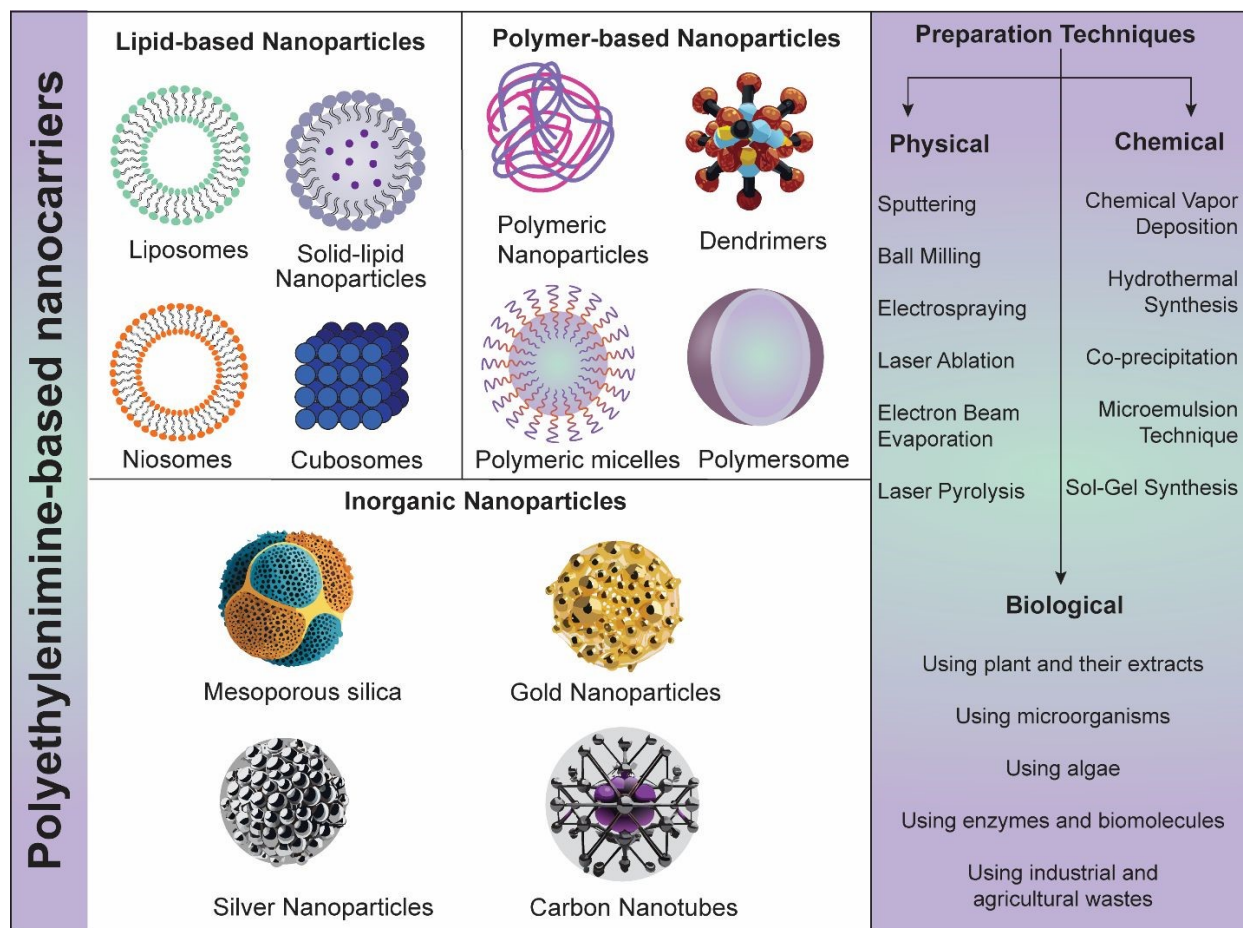 Polyethylenimine-based nanocarriers
Lipid-based Nanoparticles
Liposomes
Solid-lipid
Nanoparticles
Niosomes
Cubosomes
Polymer-based Nanoparticles
Polymeric
Nanoparticles
Dendrimers
Polymeric micelles
Polymersome
Inorganic Nanoparticles
Mesoporous silica
Gold Nanoparticles
Silver Nanoparticles
Carbon Nanotubes
Preparation Techniques
Physical
Sputtering
Ball Milling
Electrospraying
Laser Ablation
Electron Beam
Evaporation
Laser Pyrolysis
Chemical
Chemical Vapor
Deposition
Hydrothermal
Synthesis
Co-precipitation
Microemulsion
Technique
Sol-Gel Synthesis
Biological
Using plant and their extracts
Using microorganisms
Using algae
Using enzymes and biomolecules
Using industrial and
agricultural wastes